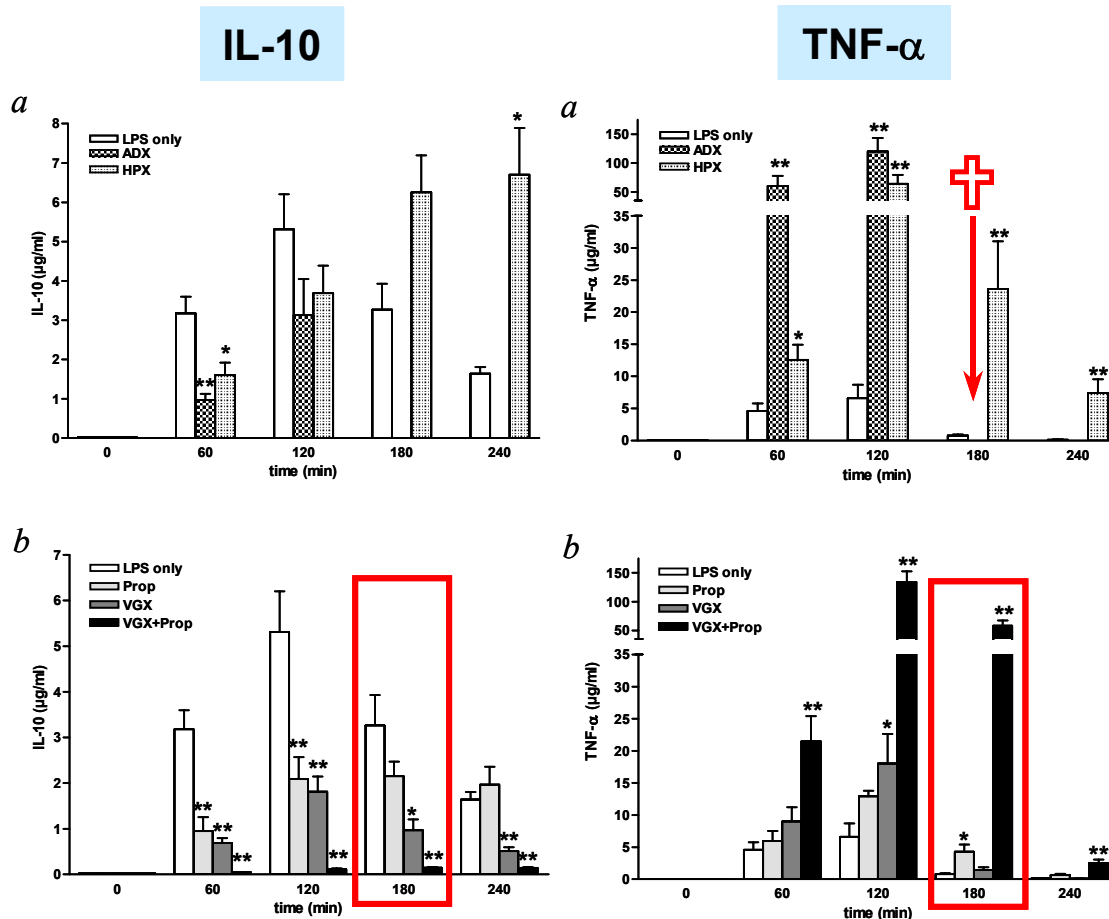 IL-10
TNF-α
a
8
7
6
5
4
3
2
1
0
IL-10 (µg/ml)
LPS only
ADX
HPX
**
*
*
0 60 120 180 240
time (min)
a
150
125
100
75
50
35
30
25
20
15
10
5
0
TNF-α (µg/ml)
LPS only
ADX
HPX
**
*
**
**
**
**
0 60 120 180 240
time (min)
b
7
6
5
4
3
2
1
0
IL-10 (µg/ml)
LPS only
Prop
VGX
VGX+Prop
**
**
**
**
**
**
*
**
**
**
0 60 120 180 240
time (min)
b
150
125
100
75
50
35
30
25
20
15
10
5
0
TNF-α (µg/ml)
LPS only
Prop
VGX
VGX+Prop
**
*
**
*
**
**
0 60 120 180 240
time (min)